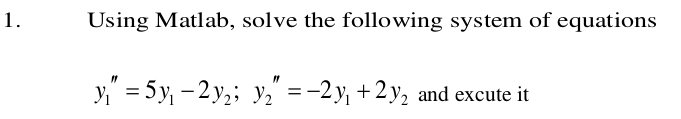 1. Using Matlab, solve the following system of equations
y₁″ = 5y₁ − 2y₂; y₂″ = −2y₁ + 2y₂ and excute it